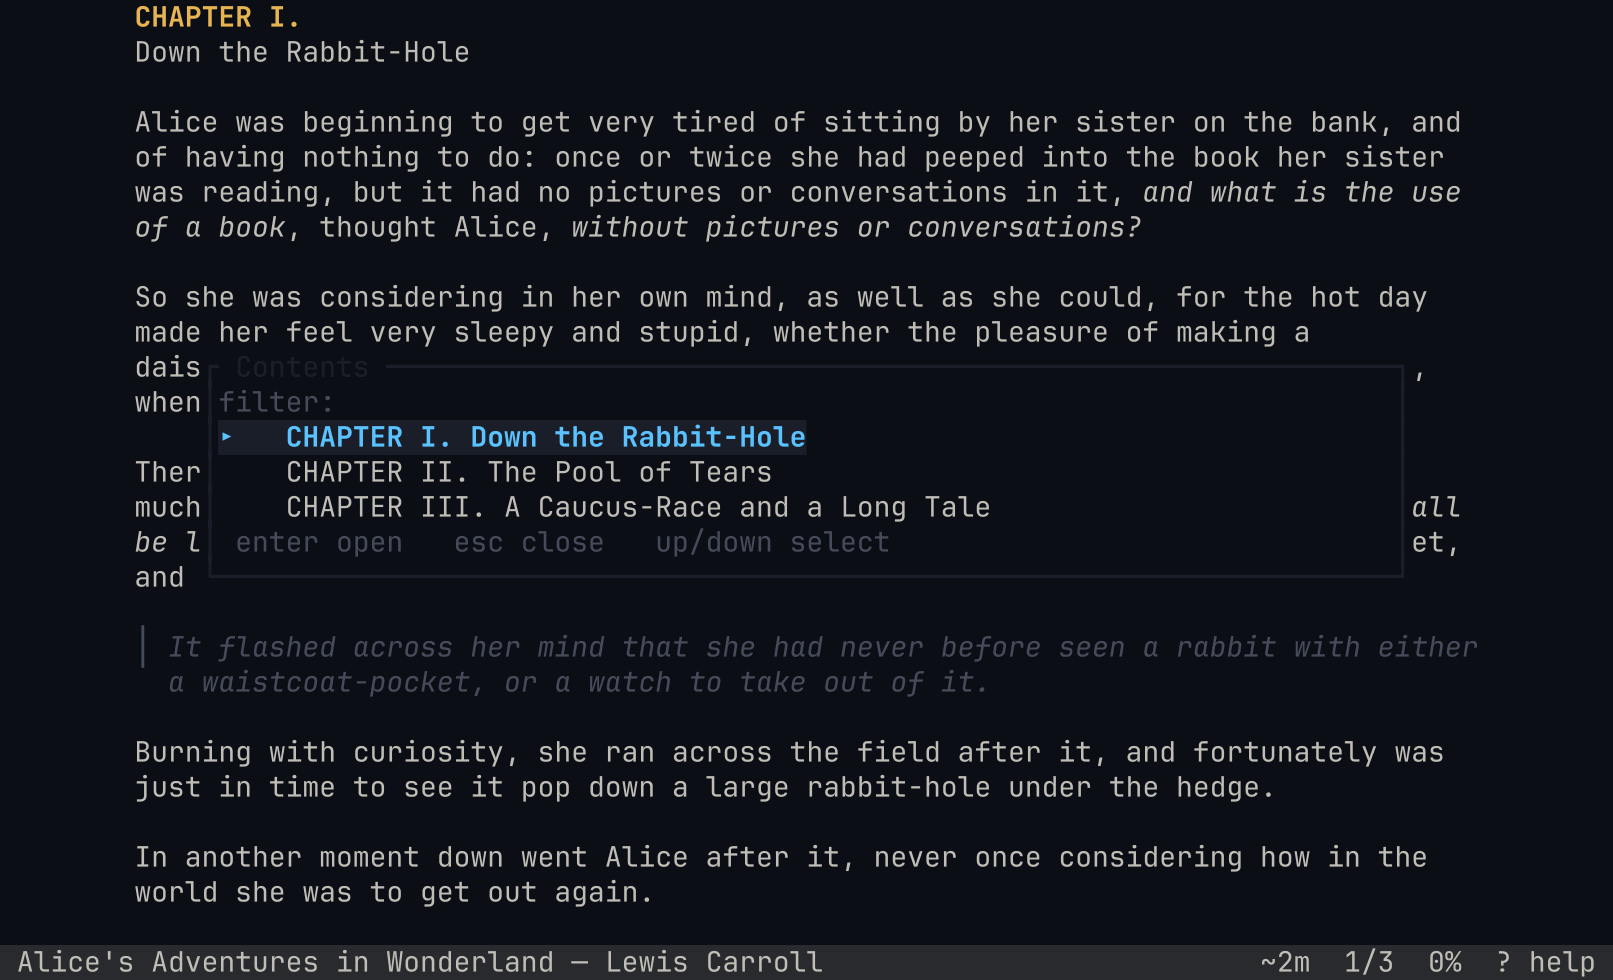 CHAPTER I.
Down the Rabbit-Hole
Alice was beginning to get very tired of sitting by her sister on the bank, and
of having nothing to do: once or twice she had peeped into the book her sister
was reading, but it had no pictures or conversations in it, and what is the use
of a book, thought Alice, without pictures or conversations?
So she was considering in her own mind, as well as she could, for the hot day
made her feel very sleepy and stupid, whether the pleasure of making a
dais Contents ,
when filter:
▸ CHAPTER I. Down the Rabbit-Hole
Ther CHAPTER II. The Pool of Tears
much CHAPTER III. A Caucus-Race and a Long Tale all
be l enter open esc close up/down select et,
and
It flashed across her mind that she had never before seen a rabbit with either
a waistcoat-pocket, or a watch to take out of it.
Burning with curiosity, she ran across the field after it, and fortunately was
just in time to see it pop down a large rabbit-hole under the hedge.
In another moment down went Alice after it, never once considering how in the
world she was to get out again.
Alice's Adventures in Wonderland — Lewis Carroll ~2m 1/3 0% ? help